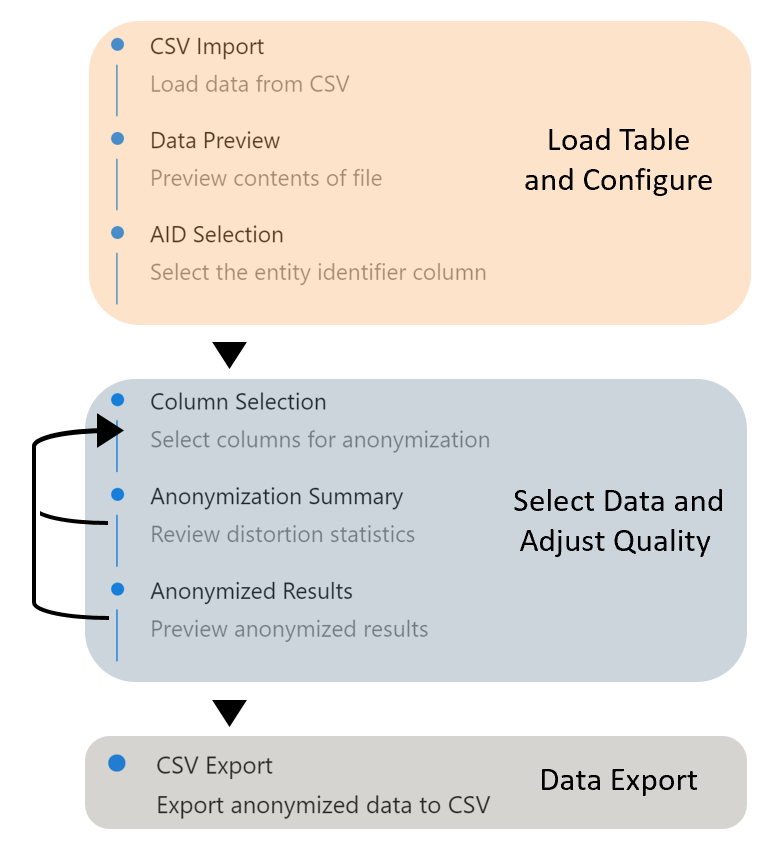 CSV Import
Load data from CSV
Data Preview
Preview contents of file
AID Selection
Select the entity identifier column
Load Table
and Configure
Column Selection
Select columns for anonymization
Anonymization Summary
Review distortion statistics
Anonymized Results
Preview anonymized results
Select Data and
Adjust Quality
CSV Export
Export anonymized data to CSV
Data Export